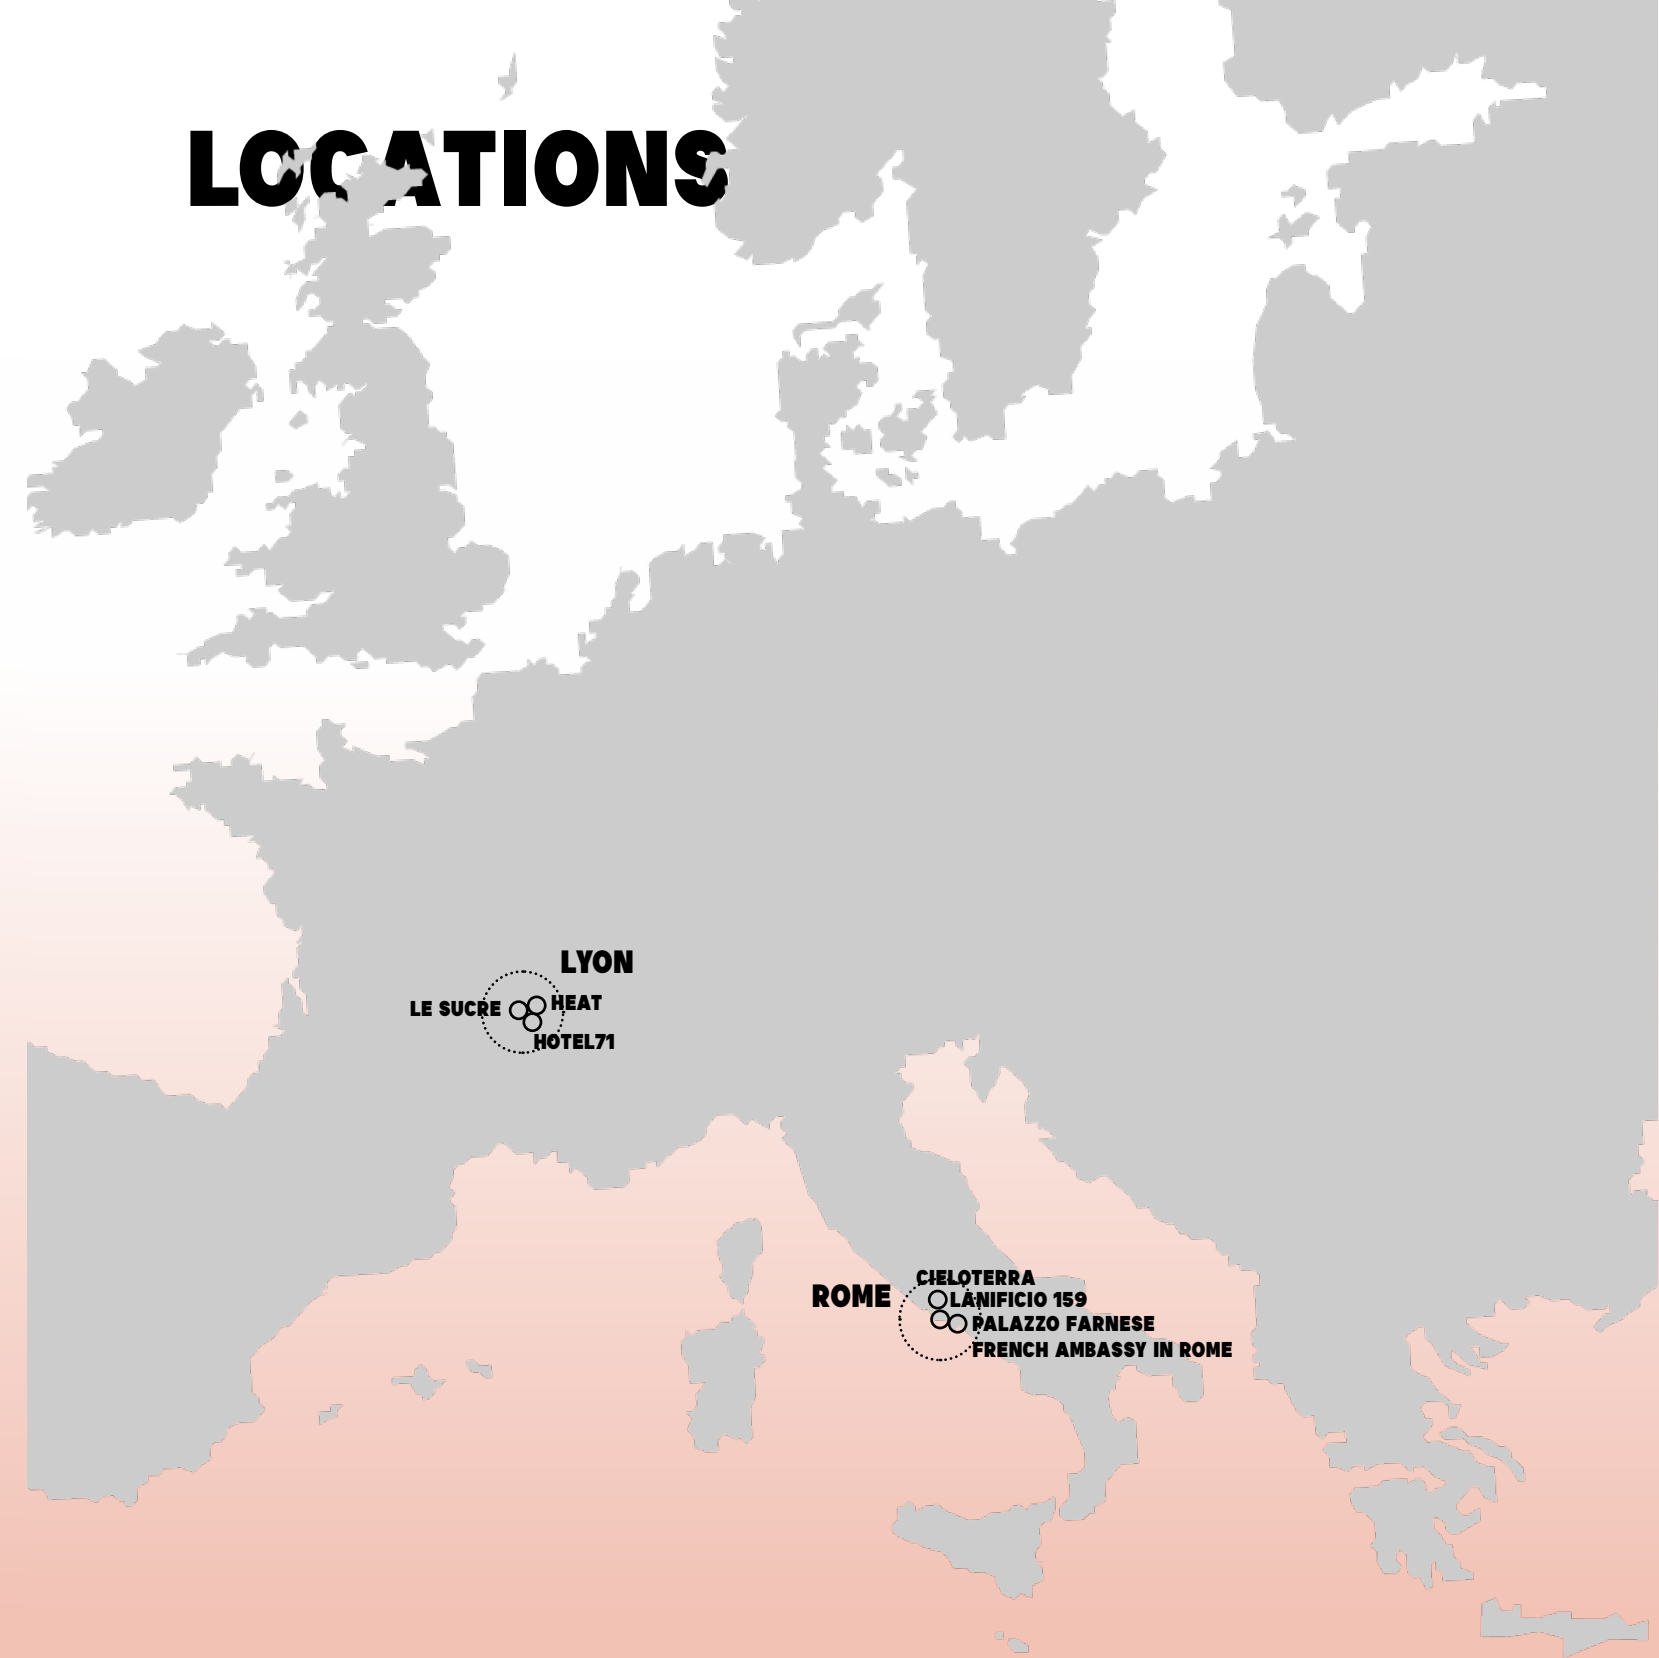 LOCATIONS
LYON
LE SUCRE
HEAT
HOTEL71
ROME
CIELOTERRA
LANIFICIO 159
PALAZZO FARNESE
FRENCH AMBASSY IN ROME